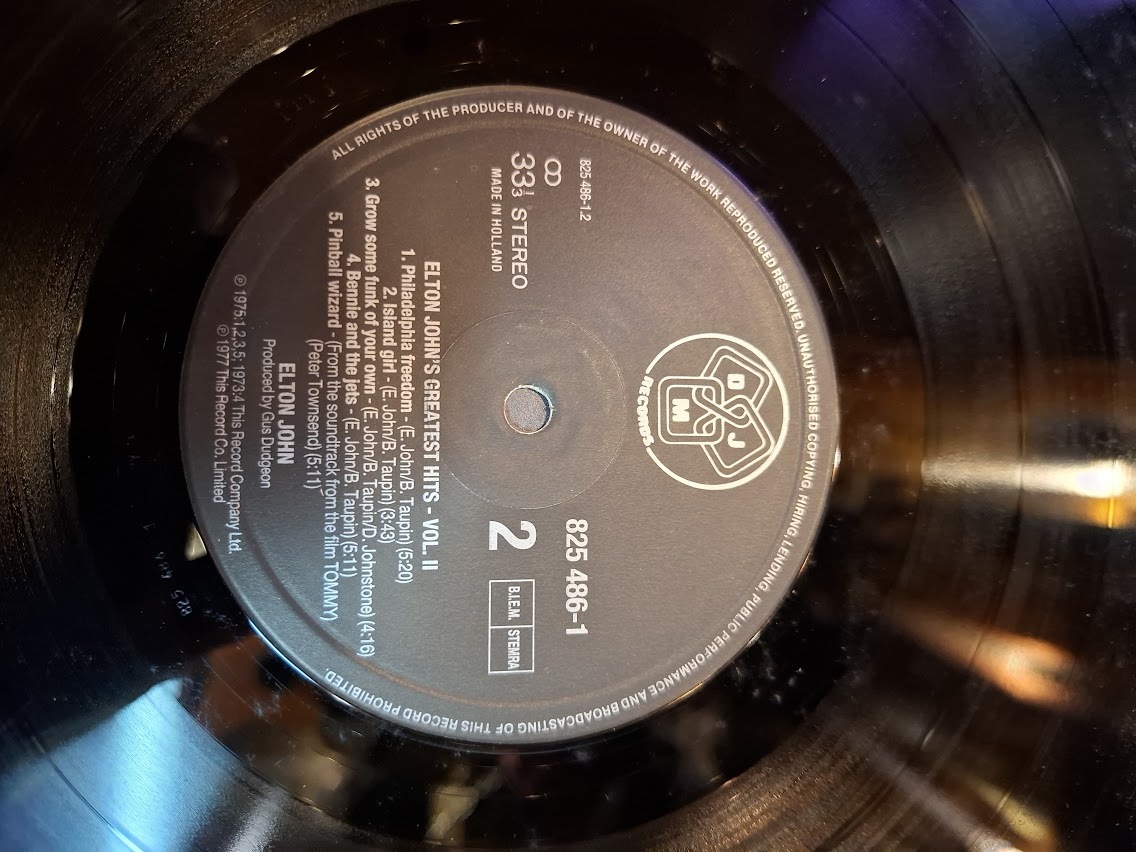 ALL RIGHTS OF THE PRODUCER AND OF THE OWNER OF THE WORK REPRODUCED RESERVED. UNAUTHORISED COPYING, HIRING, LENDING, PUBLIC PERFORMANCE AND BROADCASTING OF THIS RECORD PROHIBITED.
D J
M
RECORDS
825 486-1.2
825 486-1
33 1/3 STEREO
MADE IN HOLLAND
2
B.I.E.M. STEMRA
ELTON JOHN'S GREATEST HITS - VOL. II
1. Philadelphia freedom - (E. John/B. Taupin) (5:20)
2. Island girl - (E. John/B. Taupin) (3:43)
3. Grow some funk of your own - (E. John/B. Taupin/D. Johnstone) (4:16)
4. Bennie and the jets - (E. John/B. Taupin) (5:11)
5. Pinball wizard - (From the soundtrack from the film TOMMY)
(Peter Townsend) (5:11)
ELTON JOHN
Produced by Gus Dudgeon
℗ 1975:1,2,3,5: 1973:4 This Record Company Ltd.
℗ 1977 This Record Co. Limited